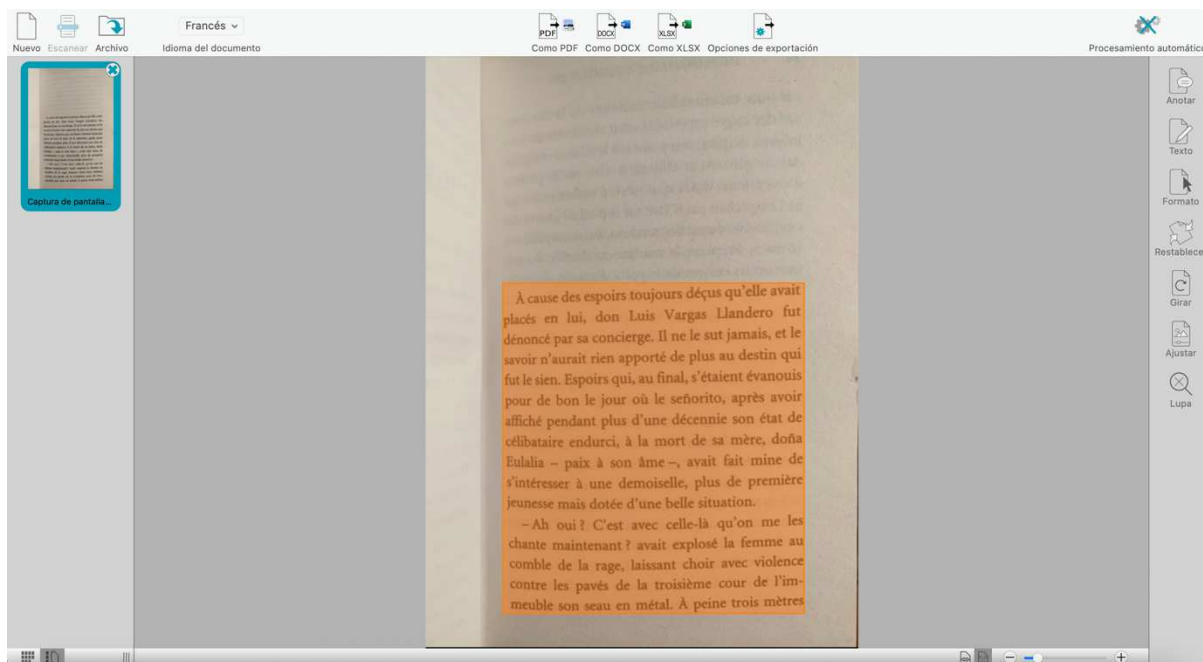 Francés
Nuevo Escanear Archivo
Idioma del documento
PDF DOCX XLSX
Como PDF Como DOCX Como XLSX Opciones de exportación
Procesamiento automático
Captura de pantalla...
À cause des espoirs toujours déçus qu'elle avait
placés en lui, don Luis Vargas Llandero fut
dénoncé par sa concierge. Il ne le sut jamais, et le
savoir n'aurait rien apporté de plus au destin qui
fut le sien. Espoirs qui, au final, s'étaient évanouis
pour de bon le jour où le señorito, après avoir
affiché pendant plus d'une décennie son état de
célibataire endurci, à la mort de sa mère, doña
Eulalia – paix à son âme –, avait fait mine de
s'intéresser à une demoiselle, plus de première
jeunesse mais dotée d'une belle situation.
– Ah oui ? C'est avec celle-là qu'on me les
chante maintenant ? avait explosé la femme au
comble de la rage, laissant choir avec violence
contre les pavés de la troisième cour de l'im-
meuble son seau en métal. À peine trois mètres
Anotar
Texto
Formato
Restablece
Girar
Ajustar
Lupa